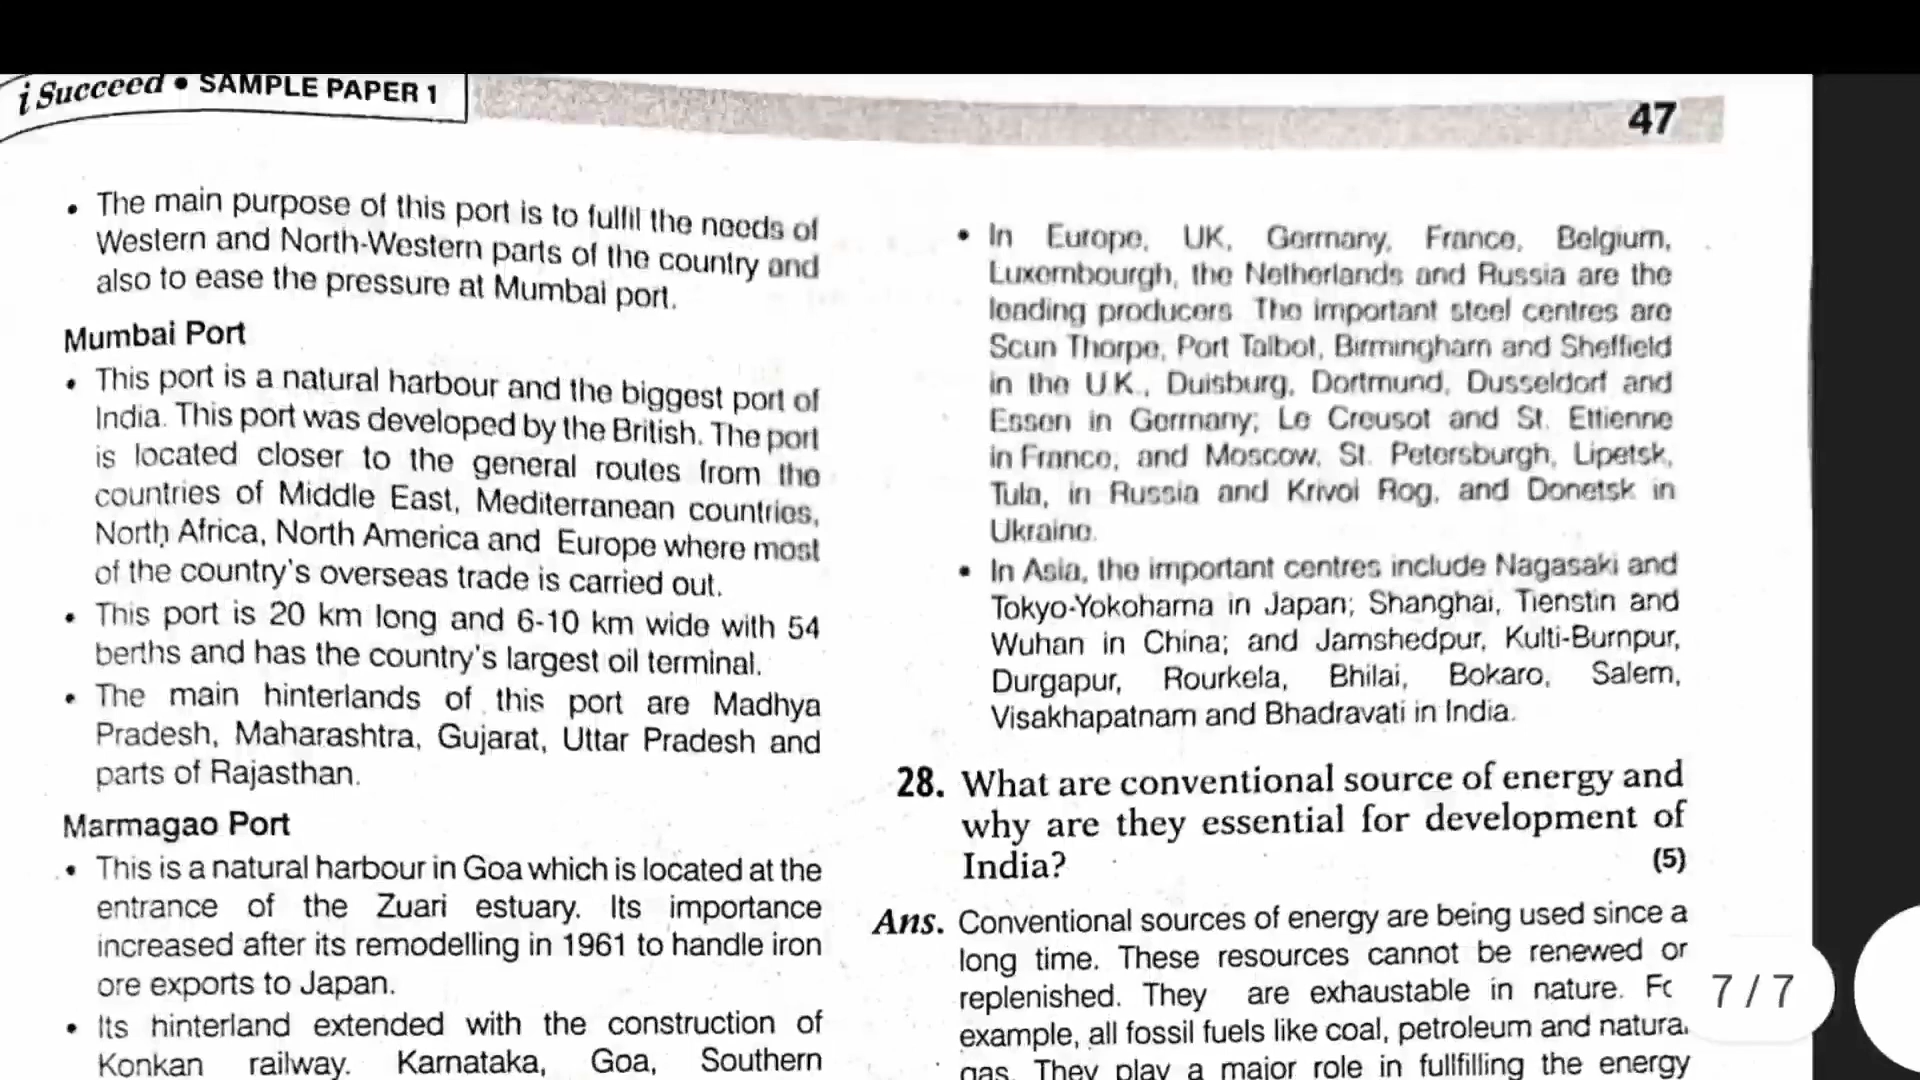 i Succeed • SAMPLE PAPER 1
47
• The main purpose of this port is to fulfil the needs of
Western and North-Western parts of the country and
also to ease the pressure at Mumbai port.
Mumbai Port
• This port is a natural harbour and the biggest port of
India. This port was developed by the British. The port
is located closer to the general routes from the
countries of Middle East, Mediterranean countries,
North Africa, North America and Europe where most
of the country's overseas trade is carried out.
• This port is 20 km long and 6-10 km wide with 54
berths and has the country's largest oil terminal.
• The main hinterlands of this port are Madhya
Pradesh, Maharashtra, Gujarat, Uttar Pradesh and
parts of Rajasthan.
Marmagao Port
• This is a natural harbour in Goa which is located at the
entrance of the Zuari estuary. Its importance
increased after its remodelling in 1961 to handle iron
ore exports to Japan.
• Its hinterland extended with the construction of
Konkan railway. Karnataka, Goa, Southern
• In Europe, UK, Germany, France, Belgium,
Luxembourgh, the Netherlands and Russia are the
leading producers. The important steel centres are
Scun Thorpe, Port Talbot, Birmingham and Sheffield
in the U.K., Duisburg, Dortmund, Dusseldorf and
Essen in Germany; Le Creusot and St. Ettienne
in France; and Moscow, St. Petersburgh, Lipetsk,
Tula, in Russia and Krivoi Rog, and Donetsk in
Ukraine.
• In Asia, the important centres include Nagasaki and
Tokyo-Yokohama in Japan; Shanghai, Tienstin and
Wuhan in China; and Jamshedpur, Kulti-Burnpur,
Durgapur, Rourkela, Bhilai, Bokaro, Salem,
Visakhapatnam and Bhadravati in India.
28. What are conventional source of energy and
why are they essential for development of
India? (5)
Ans. Conventional sources of energy are being used since a
long time. These resources cannot be renewed or
replenished. They are exhaustable in nature. Fo
example, all fossil fuels like coal, petroleum and natura
gas. They play a major role in fullfilling the energy
7 / 7